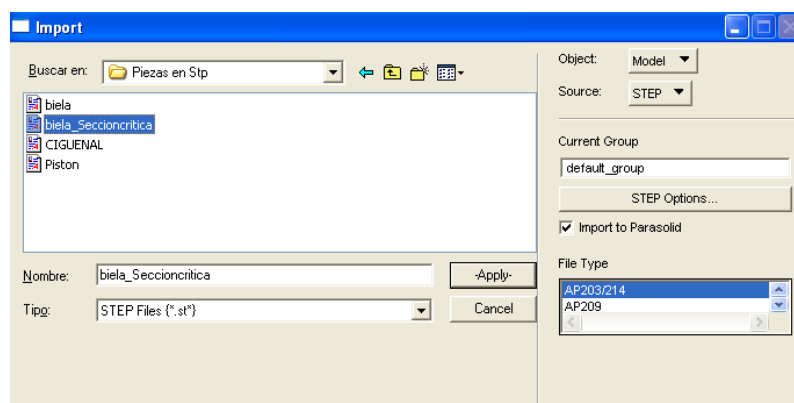 Import
Buscar en: Piezas en Stp
biela
biela_Seccioncritica
CIGUENAL
Piston
Nombre: biela_Seccioncritica -Apply-
Tipo: STEP Files {*.st*} Cancel
Object: Model
Source: STEP
Current Group
default_group
STEP Options...
Import to Parasolid
File Type
AP203/214
AP209